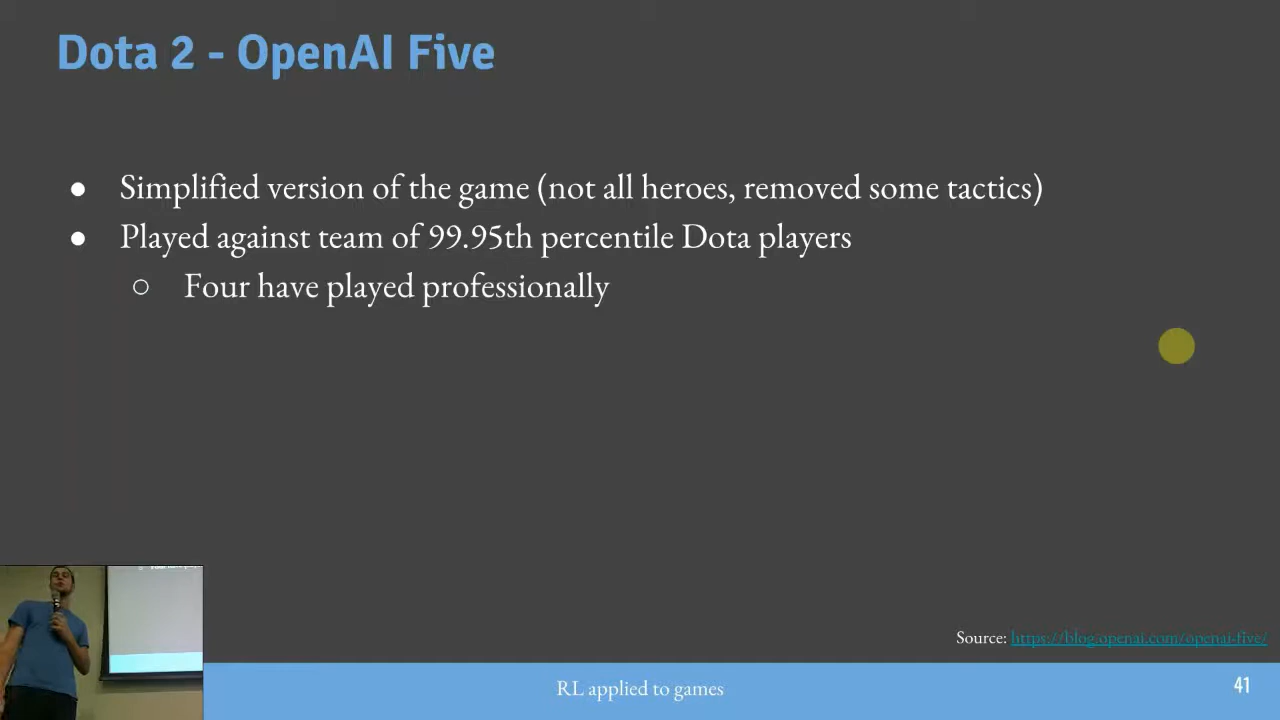 Dota 2 - OpenAI Five
● Simplified version of the game (not all heroes, removed some tactics)
● Played against team of 99.95th percentile Dota players
○ Four have played professionally
Source: https://blog.openai.com/openai-five/
RL applied to games
41